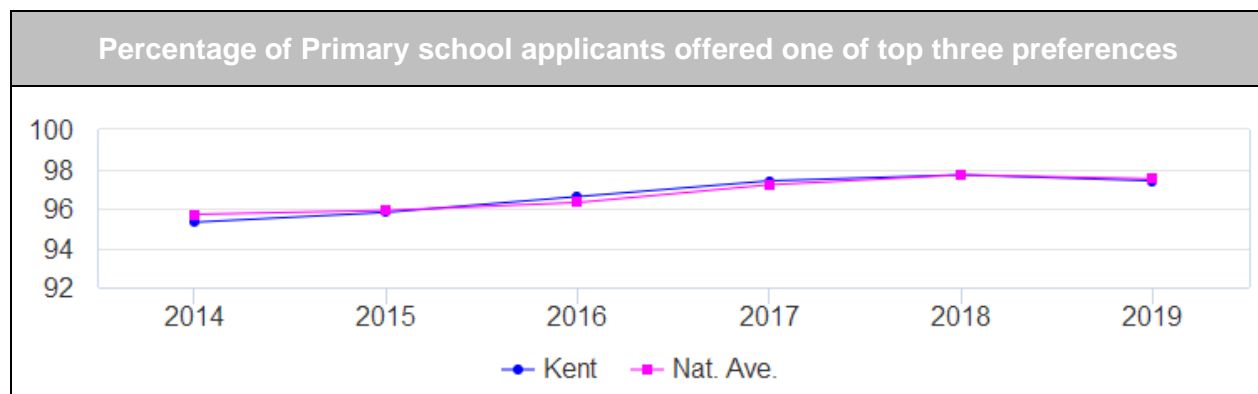 Percentage of Primary school applicants offered one of top three preferences
100
98
96
94
92
2014 2015 2016 2017 2018 2019
Kent Nat. Ave.